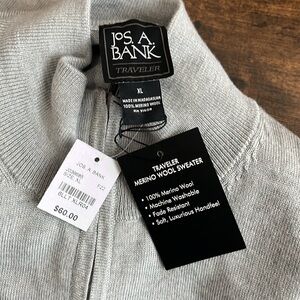 JOS. A.
BANK
TRAVELER
XL
MADE IN MADAGASCAR
100% MERINO WOOL
TRAVELER
MERINO WOOL SWEATER
• 100% Merino Wool
• Machine Washable
• Fade Resistant
• Soft, Luxurious Handfeel
JOS. A. BANK
$60.00